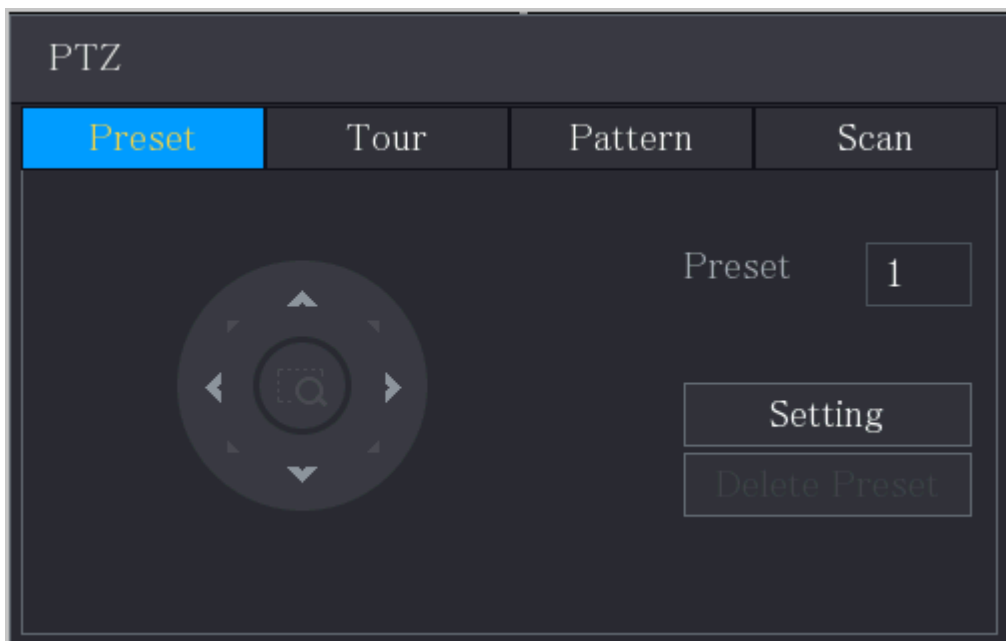 PTZ
Preset Tour Pattern Scan
Preset 1
Setting
Delete Preset